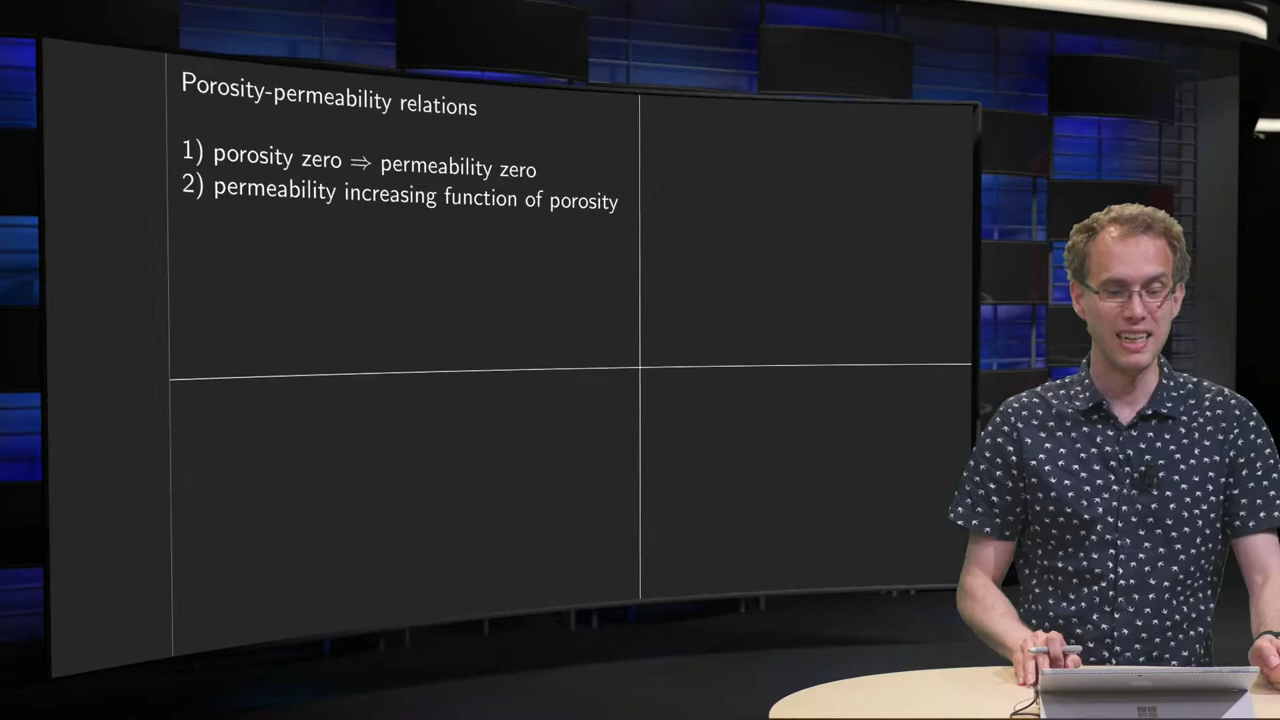 Porosity-permeability relations
1) porosity zero ⇒ permeability zero
2) permeability increasing function of porosity